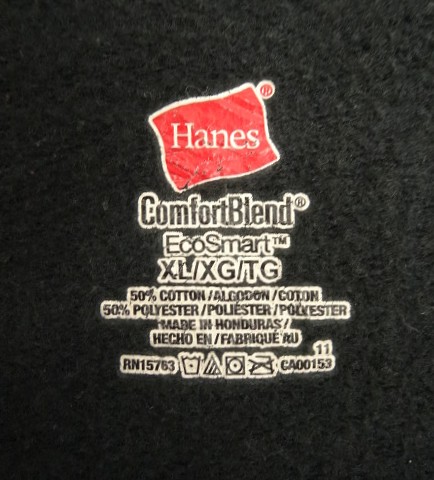 Hanes®
ComfortBlend®
EcoSmart™
XL/XG/TG
50% COTTON/ALGODON/COTON
50% POLYESTER/POLIÉSTER/POLYESTER
MADE IN HONDURAS/
HECHO EN/FABRIQUÉ AU
11
RN15763 CA00153